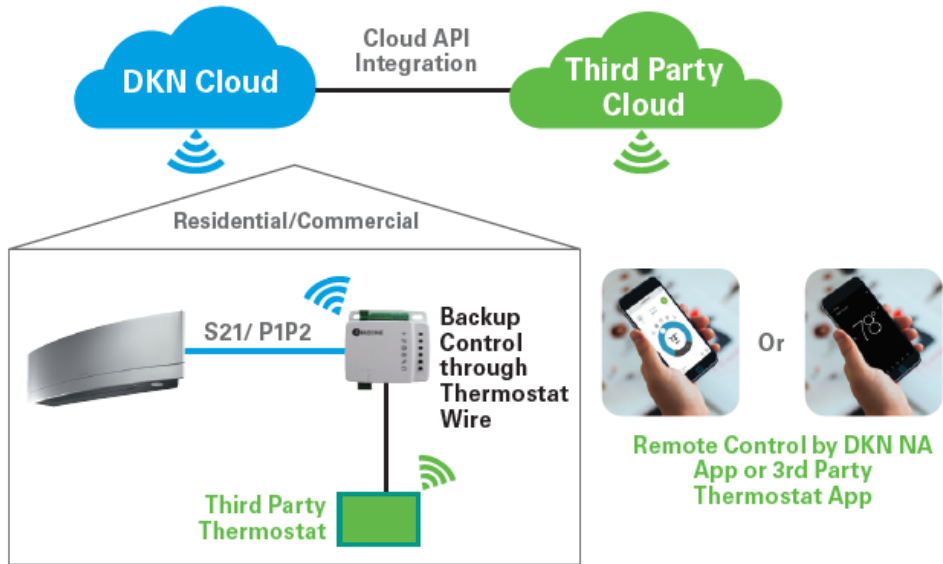 DKN Cloud
Cloud API
Integration
Third Party
Cloud
Residential/Commercial
S21/ P1P2
Backup
Control
through
Thermostat
Wire
Third Party
Thermostat
Or
78°
Remote Control by DKN NA
App or 3rd Party
Thermostat App